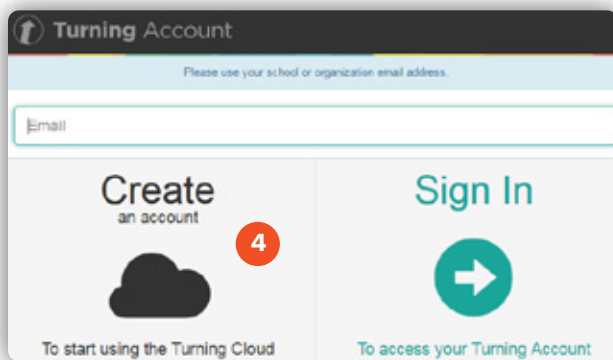 Turning Account
Please use your school or organization email address.
Email
Create
an account
4
To start using the Turning Cloud
Sign In
To access your Turning Account